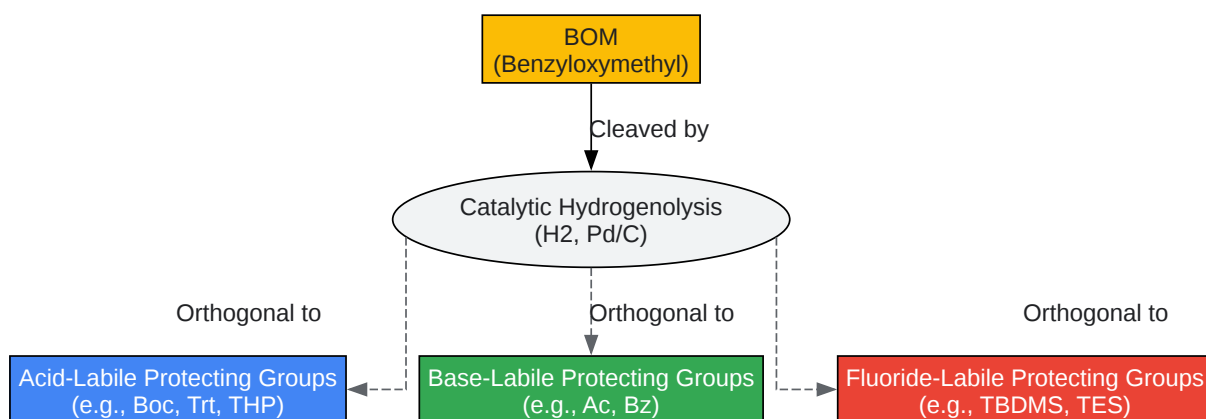 BOM
(Benzyloxymethyl)
Cleaved by
Catalytic Hydrogenolysis
(H2, Pd/C)
Orthogonal to
Orthogonal to
Orthogonal to
Acid-Labile Protecting Groups
(e.g., Boc, Trt, THP)
Base-Labile Protecting Groups
(e.g., Ac, Bz)
Fluoride-Labile Protecting Groups
(e.g., TBDMS, TES)